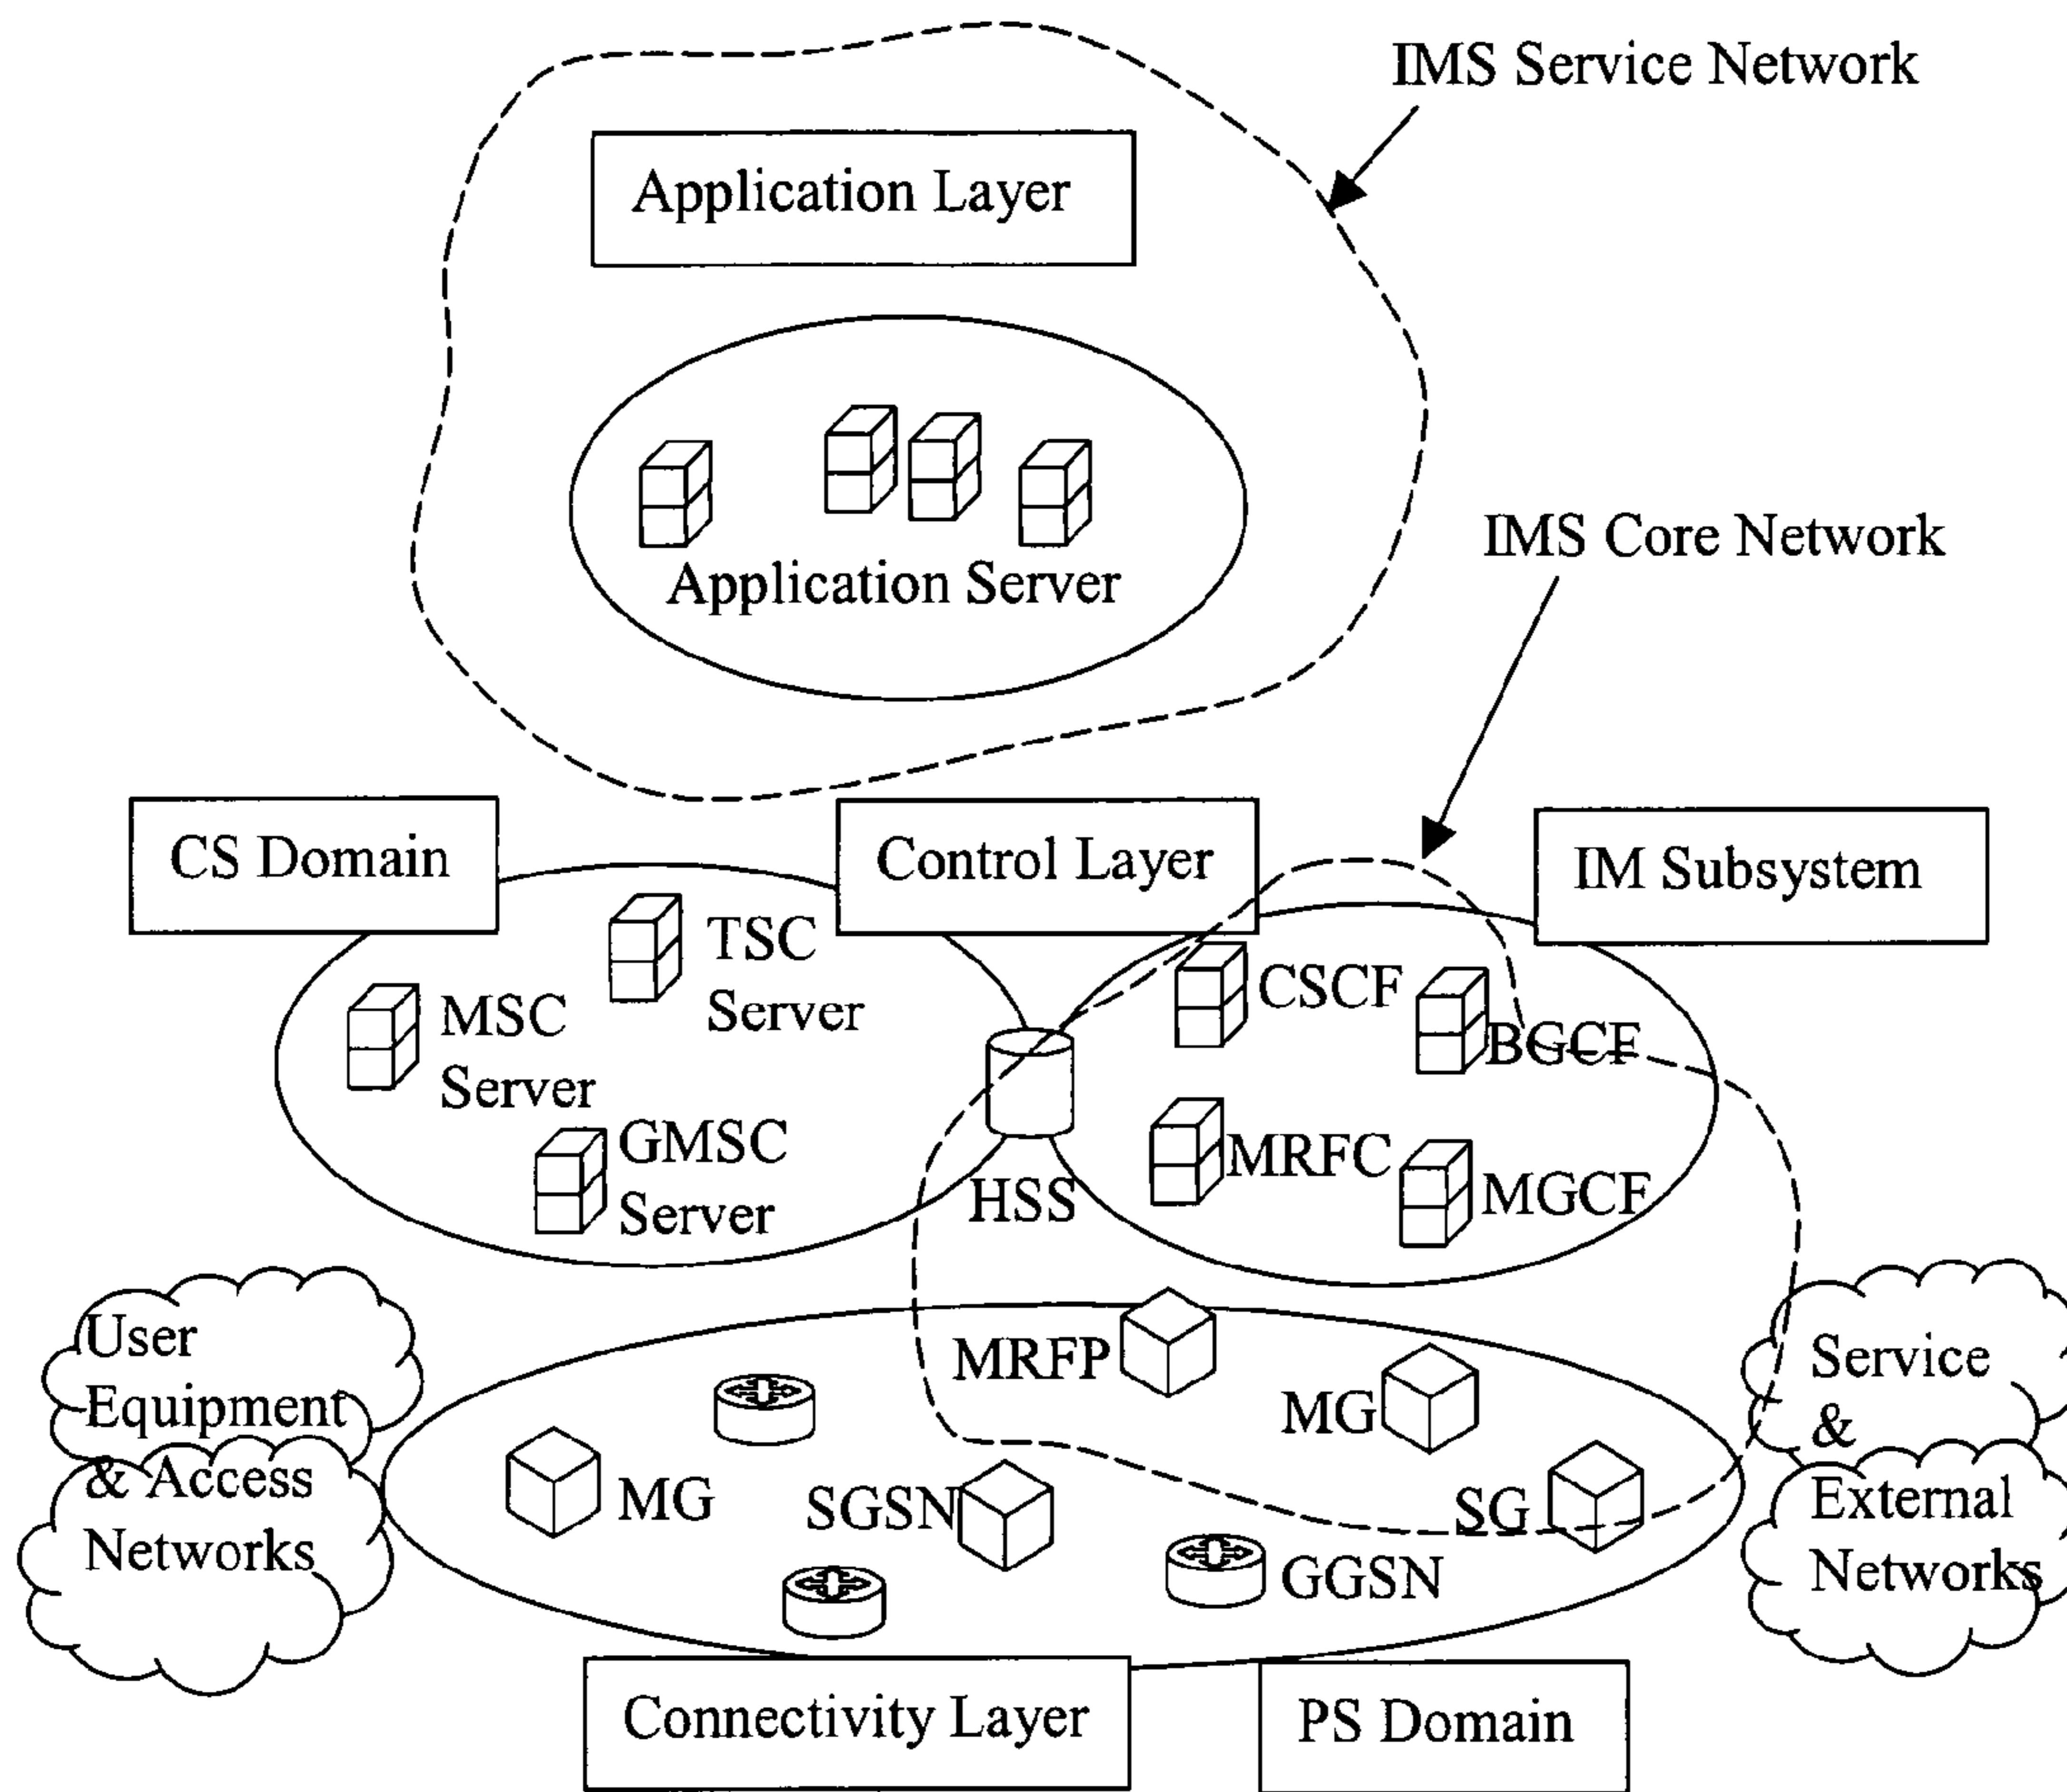 IMS Service Network
Application Layer
IMS Core Network
Application Server
CS Domain
Control Layer
IM Subsystem
TSC
Server
MSC
Server
GMSC
Server
HSS
CSCF
BGCF
MRFC
MGCF
User
Equipment
& Access
Networks
MRFP
MG
MG
SGSN
SG
GGSN
Service
&
External
Networks
Connectivity Layer
PS Domain